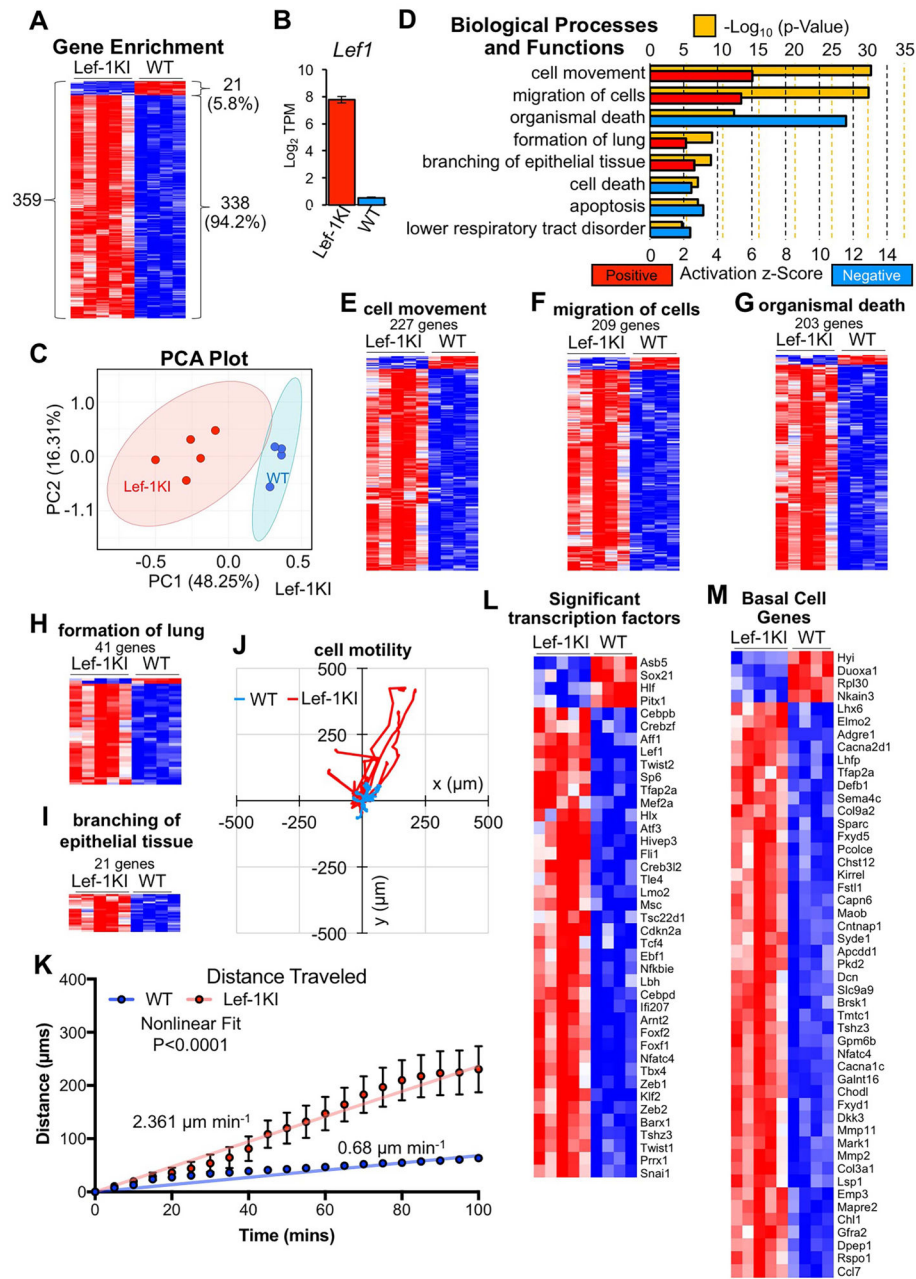 A
Gene Enrichment
Lef-1KI WT
21
(5.8%)
359
338
(94.2%)
B
Lef1
Log2 TPM
10
8
6
4
2
0
Lef-1KI
WT
C
PCA Plot
PC2 (16.31%)
1.0
0.0
-1.1
Lef-1KI
WT
-0.5 0.0 0.5
PC1 (48.25%)
Lef-1KI
D
Biological Processes
and Functions
-Log10 (p-Value)
0 5 10 15 20 25 30 35
cell movement
migration of cells
organismal death
formation of lung
branching of epithelial tissue
cell death
apoptosis
lower respiratory tract disorder
0 2 4 6 8 10 12 14
Positive Activation z-Score Negative
E
cell movement
227 genes
Lef-1KI WT
F
migration of cells
209 genes
Lef-1KI WT
G
organismal death
203 genes
Lef-1KI WT
H
formation of lung
41 genes
Lef-1KI WT
I
branching of
epithelial tissue
21 genes
Lef-1KI WT
J
cell motility
500
WT Lef-1KI
250
x (µm)
-500 -250 0 250 500
-250
y (µm)
-500
K
Distance Traveled
WT Lef-1KI
Nonlinear Fit
P<0.0001
2.361 µm min-1
0.68 µm min-1
Distance (µms)
400
300
200
100
0
0 20 40 60 80 100
Time (mins)
L
Significant
transcription factors
Lef-1KI WT
Asb5
Sox21
Hlf
Pitx1
Cebpb
Crebzf
Aff1
Lef1
Twist2
Sp6
Tfap2a
Mef2a
Hlx
Atf3
Hivep3
Fli1
Creb3l2
Tle4
Lmo2
Msc
Tsc22d1
Cdkn2a
Tcf4
Ebf1
Nfkbie
Lbh
Cebpd
Ifi207
Arnt2
Foxf2
Foxf1
Nfatc4
Tbx4
Zeb1
Klf2
Zeb2
Barx1
Tshz3
Twist1
Prrx1
Snai1
M
Basal Cell
Genes
Lef-1KI WT
Hyi
Duoxa1
Rpl30
Nkain3
Lhx6
Elmo2
Adgre1
Cacna2d1
Lhfp
Tfap2a
Defb1
Sema4c
Col9a2
Sparc
Fxyd5
Pcolce
Chst12
Kirrel
Fstl1
Capn6
Maob
Cntnap1
Syde1
Apcdd1
Pkd2
Dcn
Slc9a9
Brsk1
Tmtc1
Tshz3
Gpm6b
Nfatc4
Cacna1c
Galnt16
Chodl
Fxyd1
Dkk3
Mmp11
Mark1
Mmp2
Col3a1
Lsp1
Emp3
Mapre2
Chl1
Gfra2
Dpep1
Rspo1
Ccl7